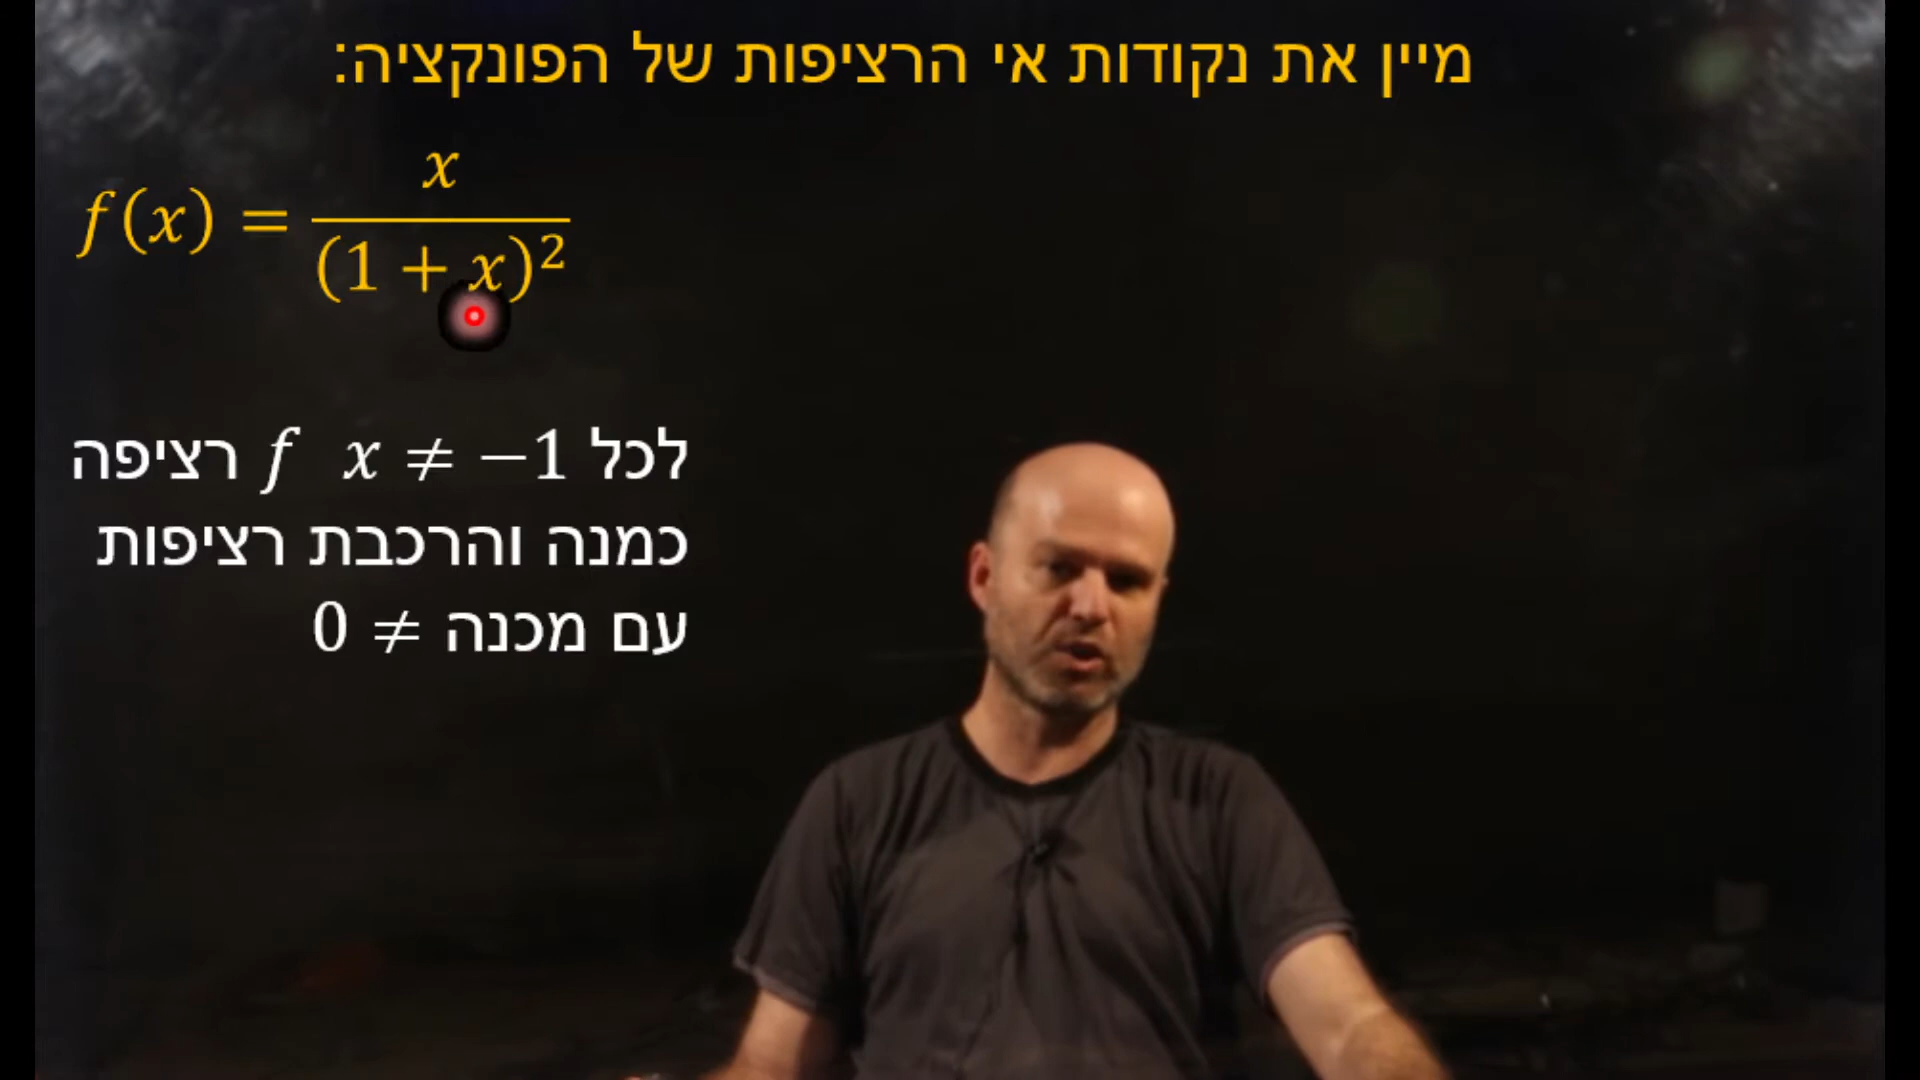 מיין את נקודות אי הרציפות של הפונקציה:
f(x) = x / (1 + x)²
לכל x ≠ −1 f רציפה
כמנה והרכבת רציפות
עם מכנה ≠ 0